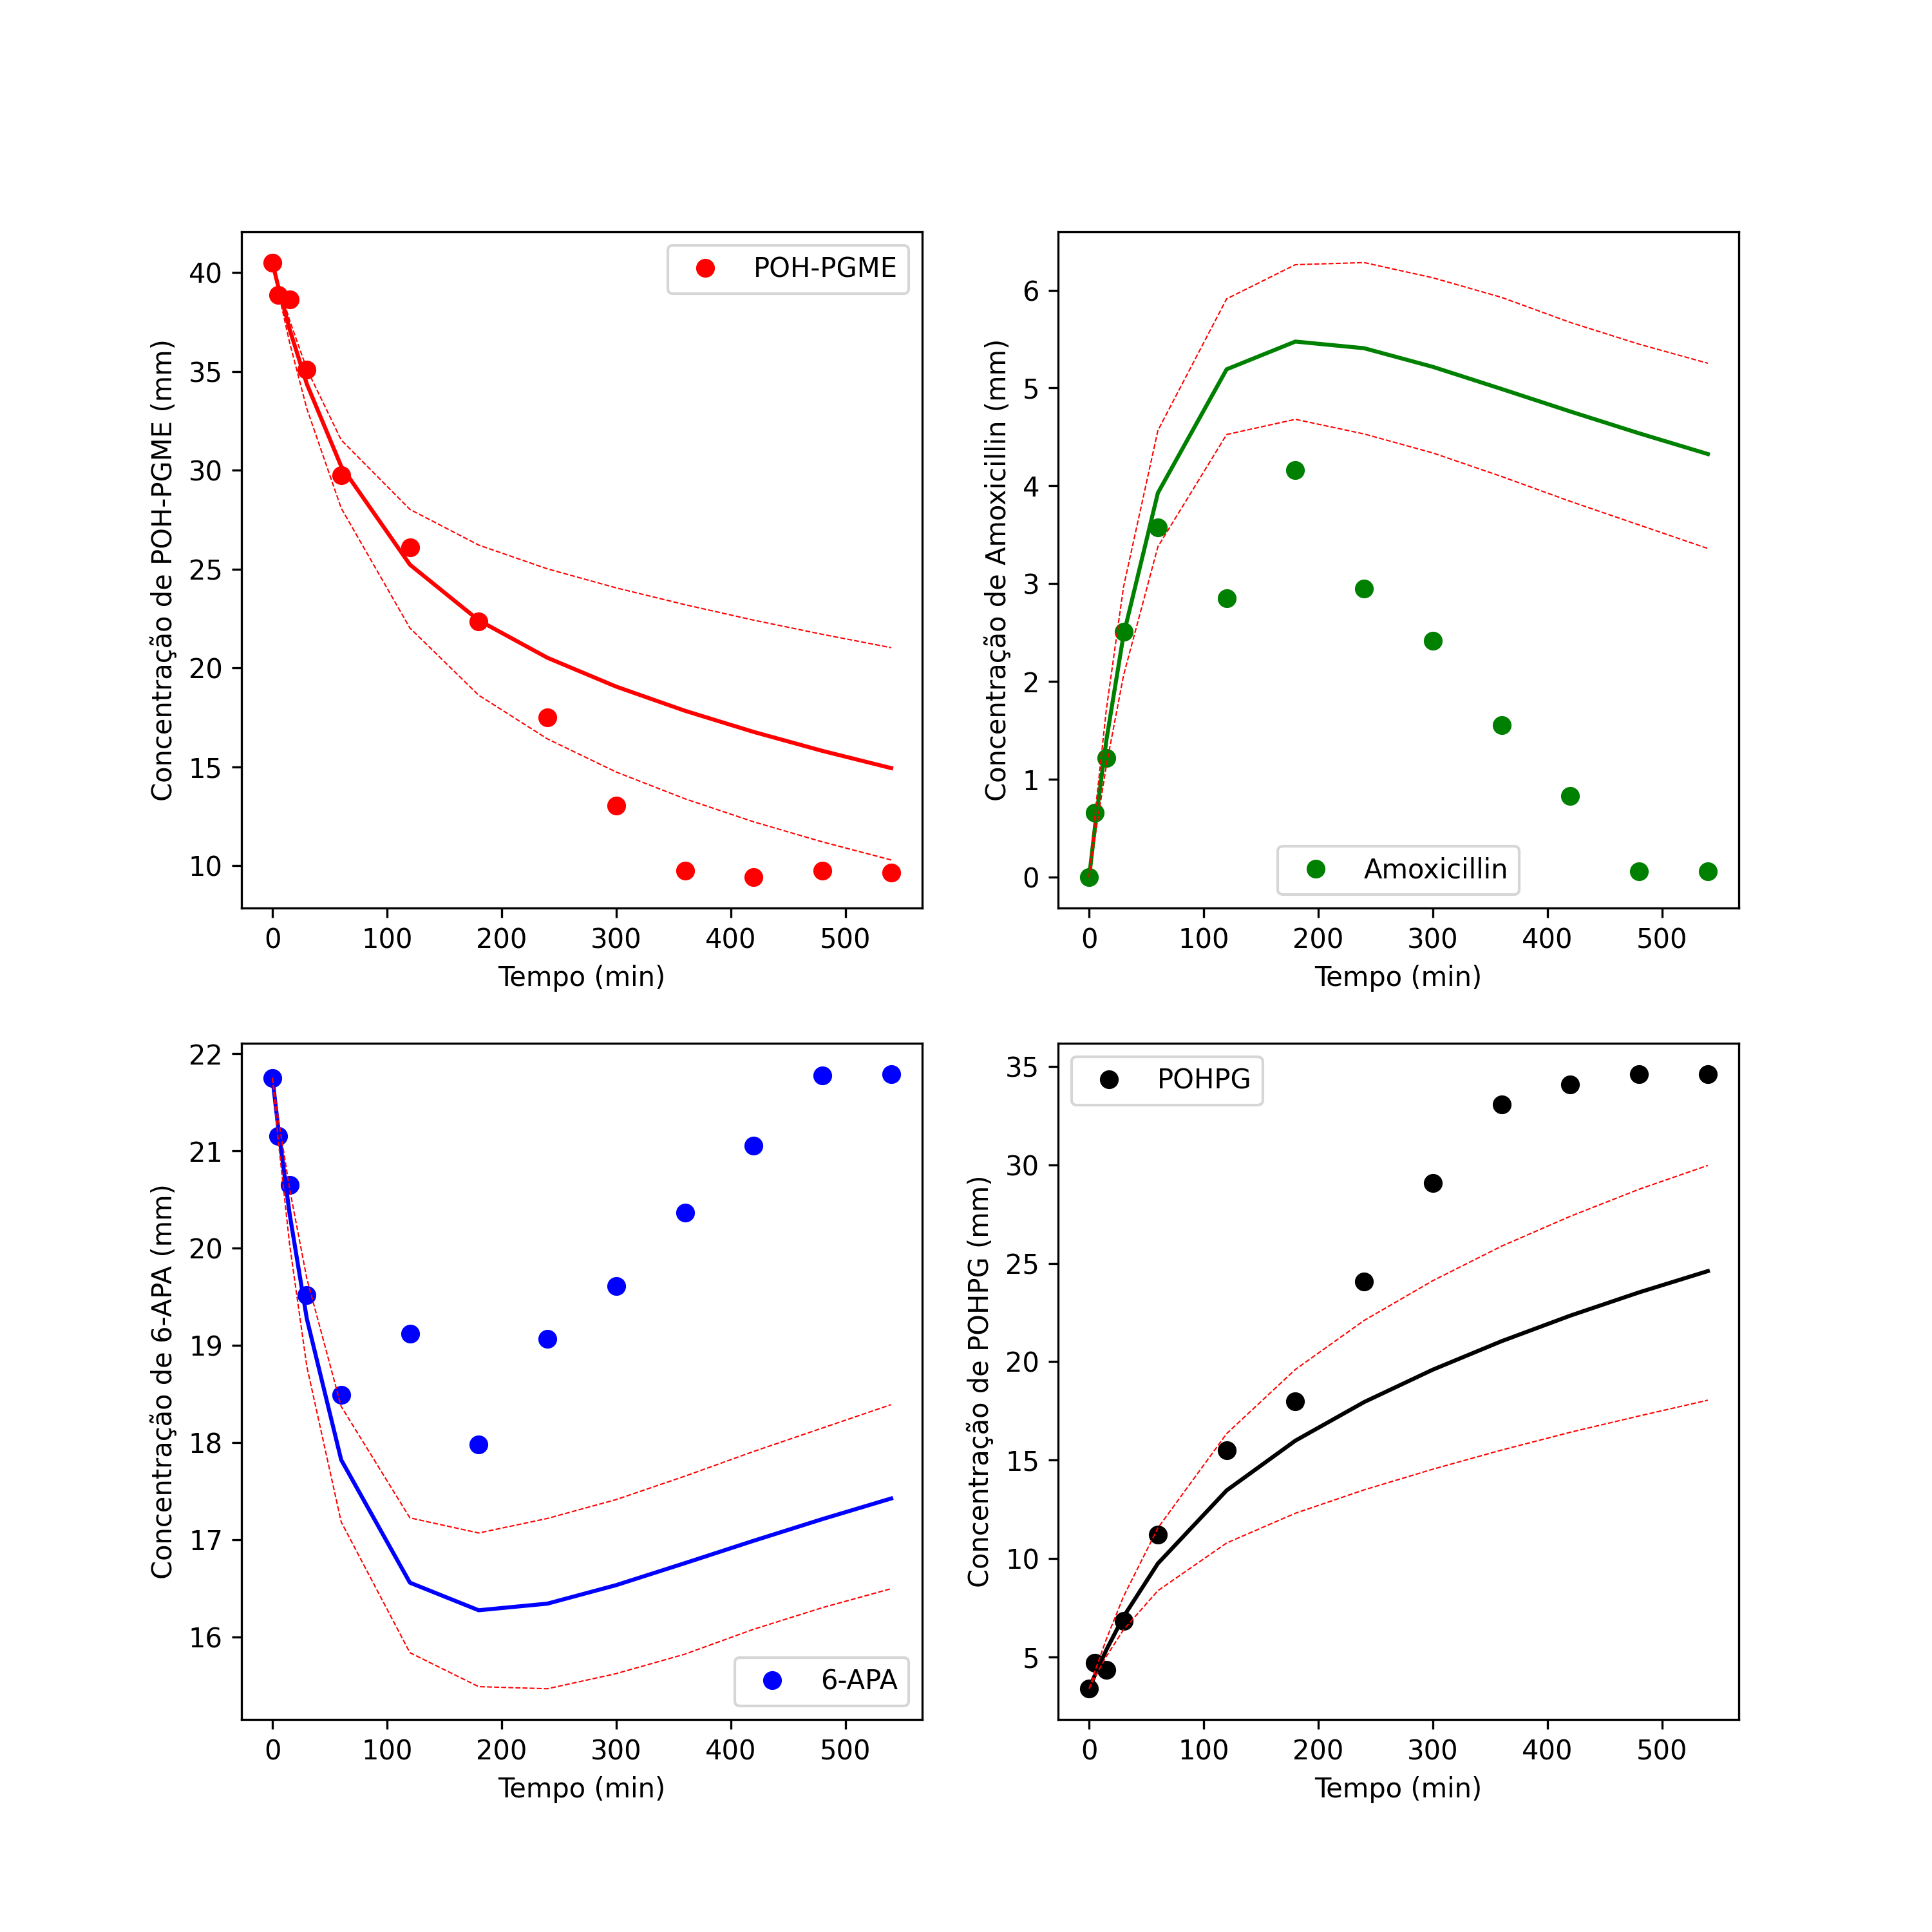 POH-PGME
40
35
30
25
20
15
10
Concentração de POH-PGME (mm)
0 100 200 300 400 500
Tempo (min)
Amoxicillin
6
5
4
3
2
1
0
Concentração de Amoxicillin (mm)
0 100 200 300 400 500
Tempo (min)
6-APA
22
21
20
19
18
17
16
Concentração de 6-APA (mm)
0 100 200 300 400 500
Tempo (min)
POHPG
35
30
25
20
15
10
5
Concentração de POHPG (mm)
0 100 200 300 400 500
Tempo (min)